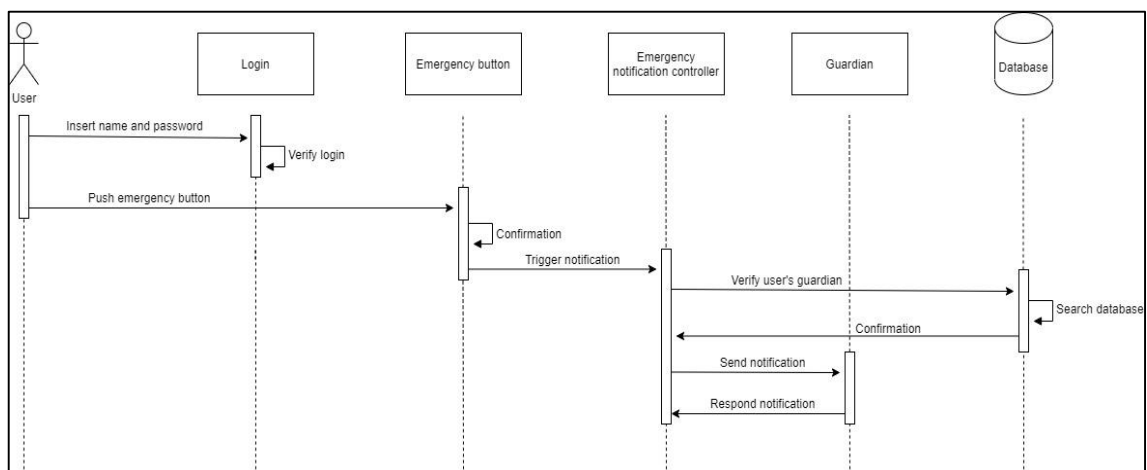 User
Login
Emergency button
Emergency
notification controller
Guardian
Database
Insert name and password
Verify login
Push emergency button
Confirmation
Trigger notification
Verify user's guardian
Search database
Confirmation
Send notification
Respond notification